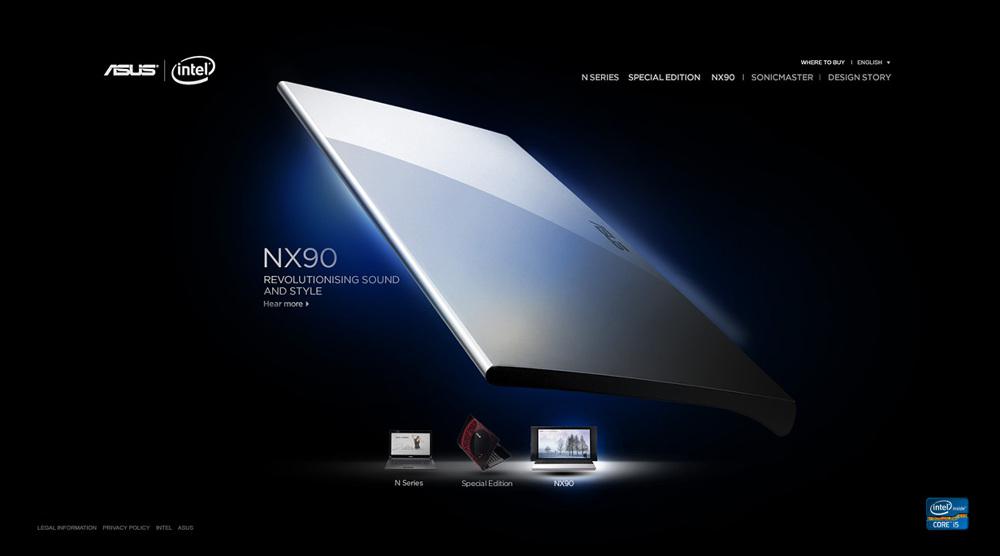 ASUS
intel
WHERE TO BUY | ENGLISH
N SERIES SPECIAL EDITION NX90 | SONICMASTER | DESIGN STORY
ASUS
NX90
REVOLUTIONISING SOUND
AND STYLE
Hear more
N Series
Special Edition
NX90
LEGAL INFORMATION PRIVACY POLICY INTEL ASUS
intel inside
CORE i5